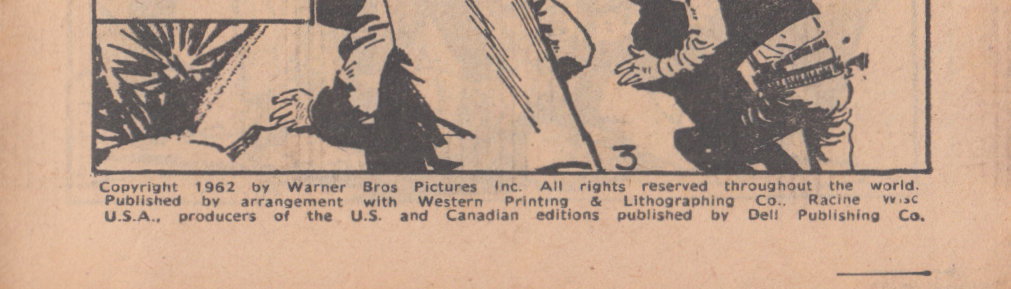 3
Copyright 1962 by Warner Bros Pictures Inc. All rights reserved throughout the world.
Published by arrangement with Western Printing & Lithographing Co., Racine Wisc
U.S.A., producers of the U.S. and Canadian editions published by Dell Publishing Co.